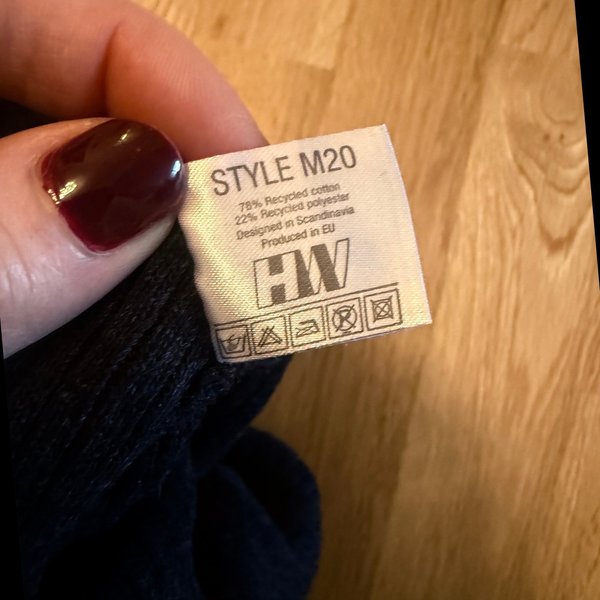 STYLE M20
78% Recycled cotton
22% Recycled polyester
Designed in Scandinavia
Produced in EU
HW